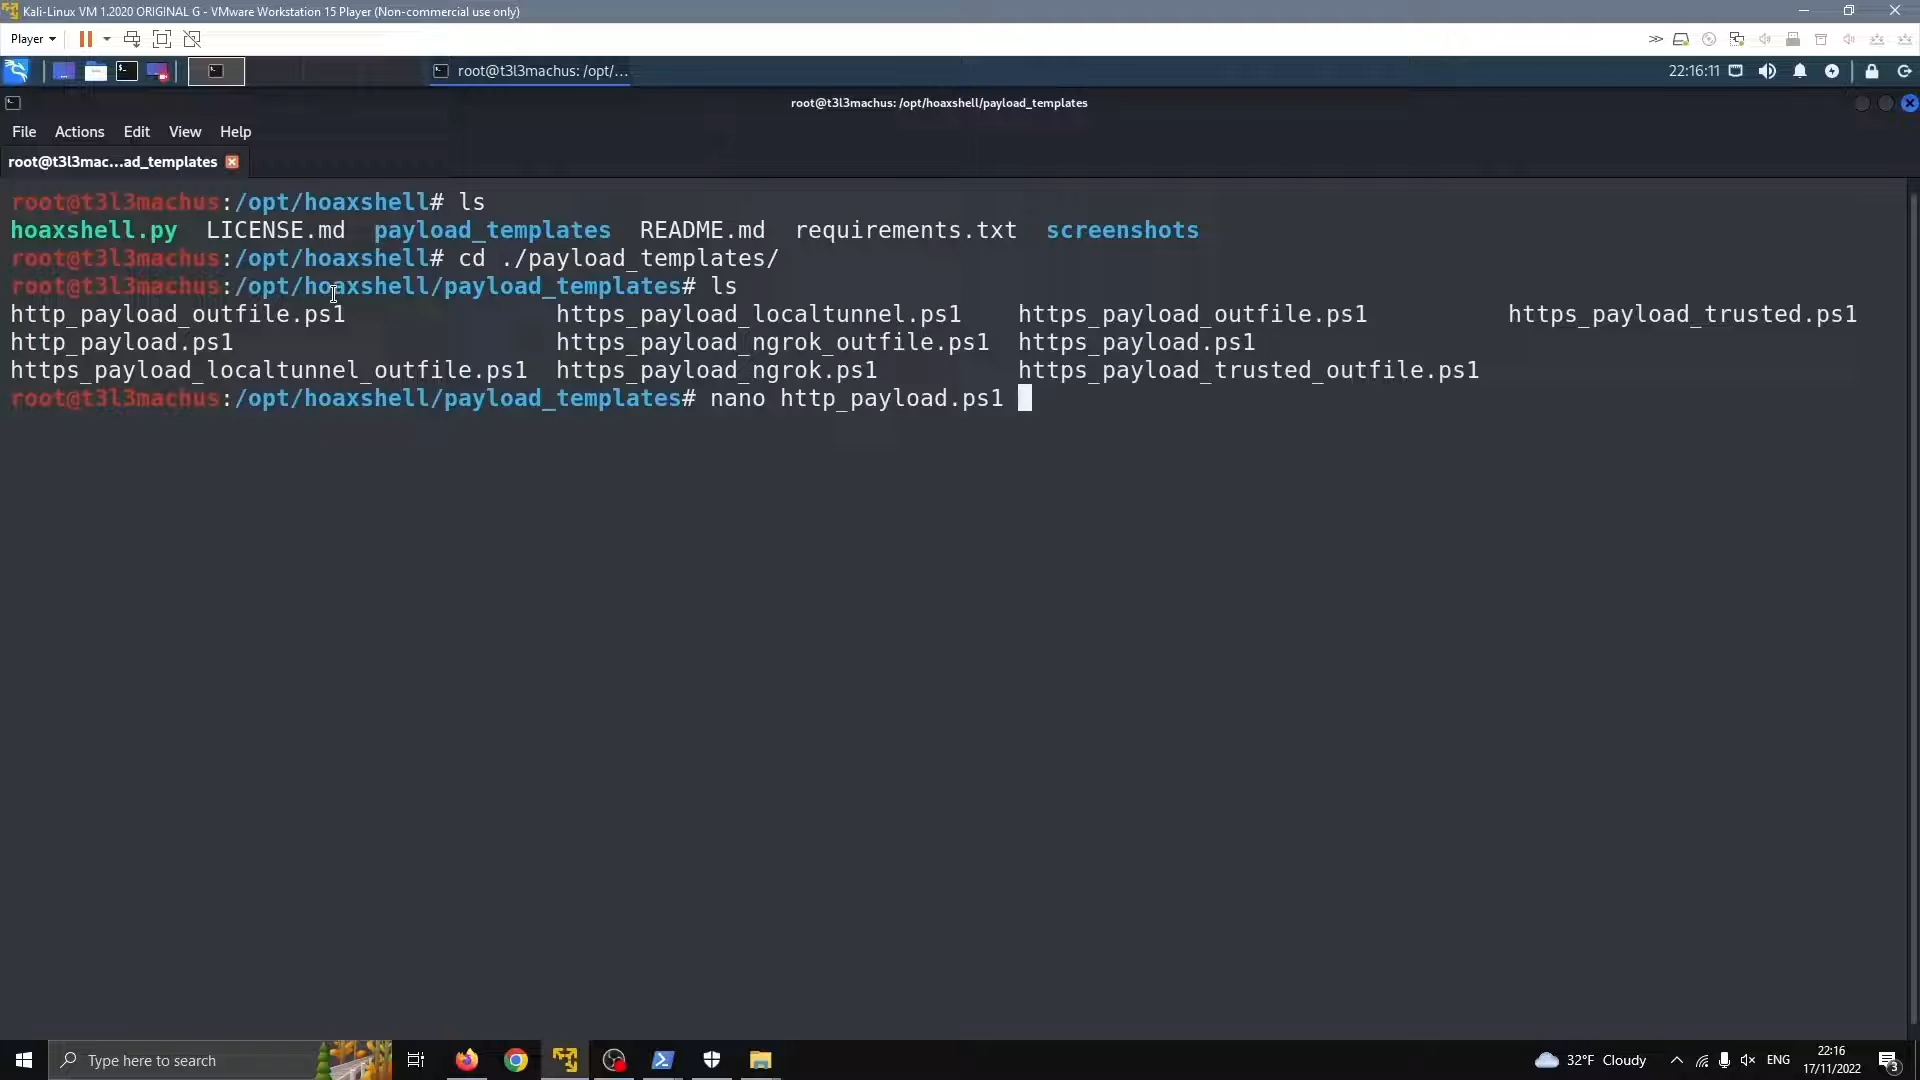 Kali-Linux VM 1.2020 ORIGINAL G - VMware Workstation 15 Player (Non-commercial use only)
Player
root@t3l3machus: /opt/...
22:16:11
root@t3l3machus: /opt/hoaxshell/payload_templates
File Actions Edit View Help
root@t3l3mac...ad_templates
root@t3l3machus:/opt/hoaxshell# ls
hoaxshell.py LICENSE.md payload_templates README.md requirements.txt screenshots
root@t3l3machus:/opt/hoaxshell# cd ./payload_templates/
root@t3l3machus:/opt/hoaxshell/payload_templates# ls
http_payload_outfile.ps1 https_payload_localtunnel.ps1 https_payload_outfile.ps1 https_payload_trusted.ps1
http_payload.ps1 https_payload_ngrok_outfile.ps1 https_payload.ps1
https_payload_localtunnel_outfile.ps1 https_payload_ngrok.ps1 https_payload_trusted_outfile.ps1
root@t3l3machus:/opt/hoaxshell/payload_templates# nano http_payload.ps1
Type here to search
32°F Cloudy
ENG
22:16
17/11/2022
3